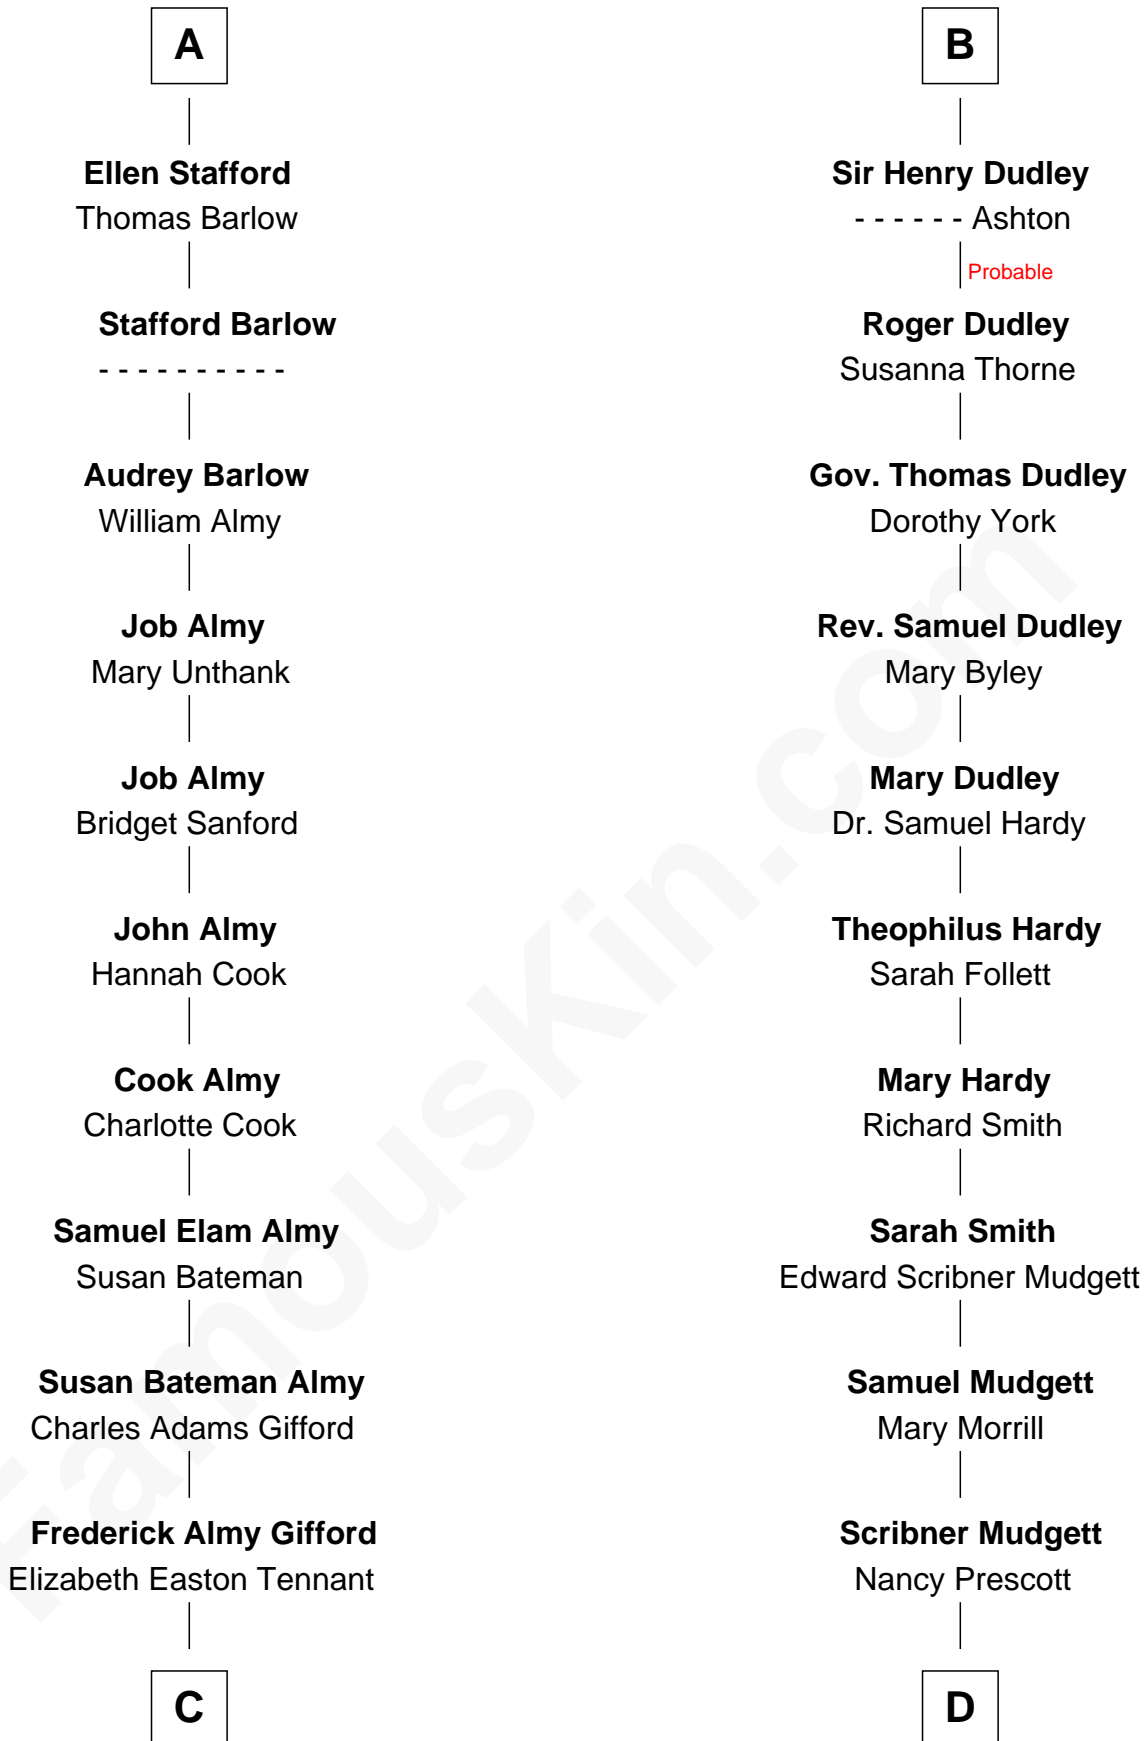 A
Ellen Stafford
Thomas Barlow
Stafford Barlow
- - - - - - - - - -
Audrey Barlow
William Almy
Job Almy
Mary Unthank
Job Almy
Bridget Sanford
John Almy
Hannah Cook
Cook Almy
Charlotte Cook
Samuel Elam Almy
Susan Bateman
Susan Bateman Almy
Charles Adams Gifford
Frederick Almy Gifford
Elizabeth Easton Tennant
C
B
Sir Henry Dudley
- - - - - - Ashton
Probable
Roger Dudley
Susanna Thorne
Gov. Thomas Dudley
Dorothy York
Rev. Samuel Dudley
Mary Byley
Mary Dudley
Dr. Samuel Hardy
Theophilus Hardy
Sarah Follett
Mary Hardy
Richard Smith
Sarah Smith
Edward Scribner Mudgett
Samuel Mudgett
Mary Morrill
Scribner Mudgett
Nancy Prescott
D
FamousKin.com